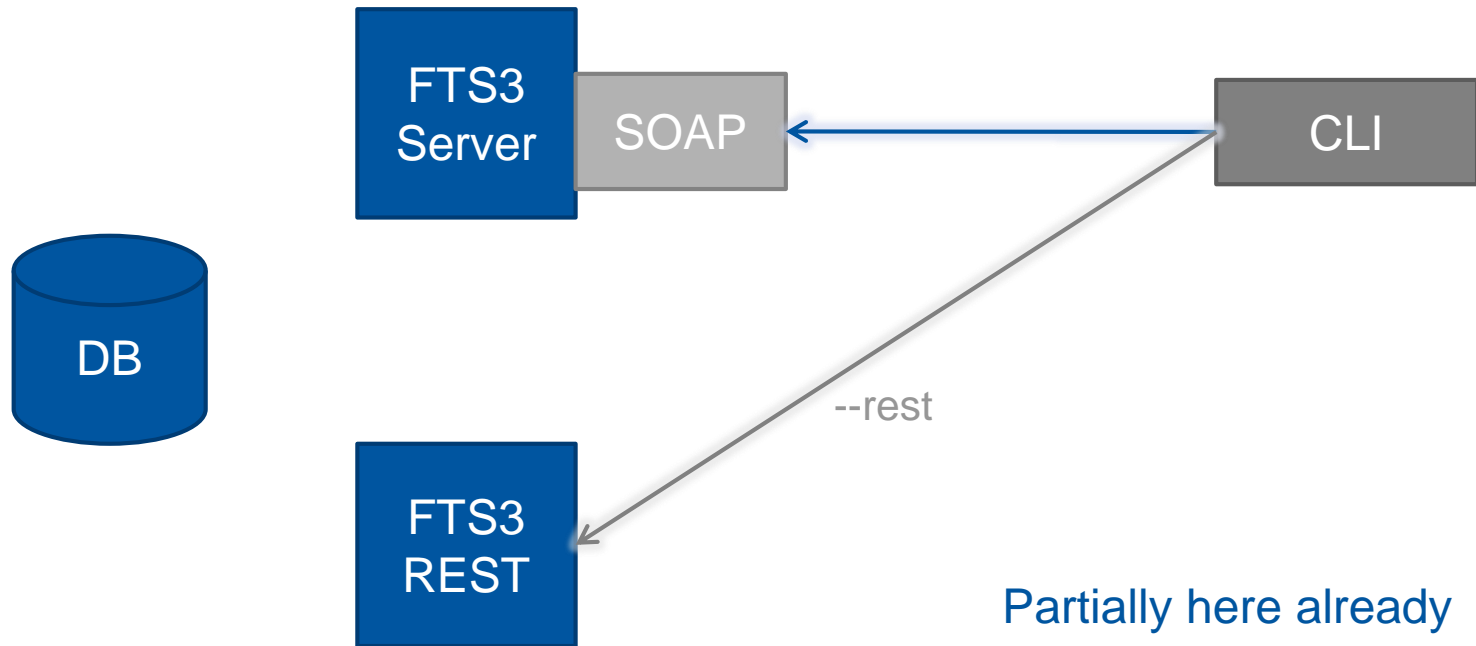 FTS3
Server
SOAP
CLI
DB
--rest
FTS3
REST
Partially here already